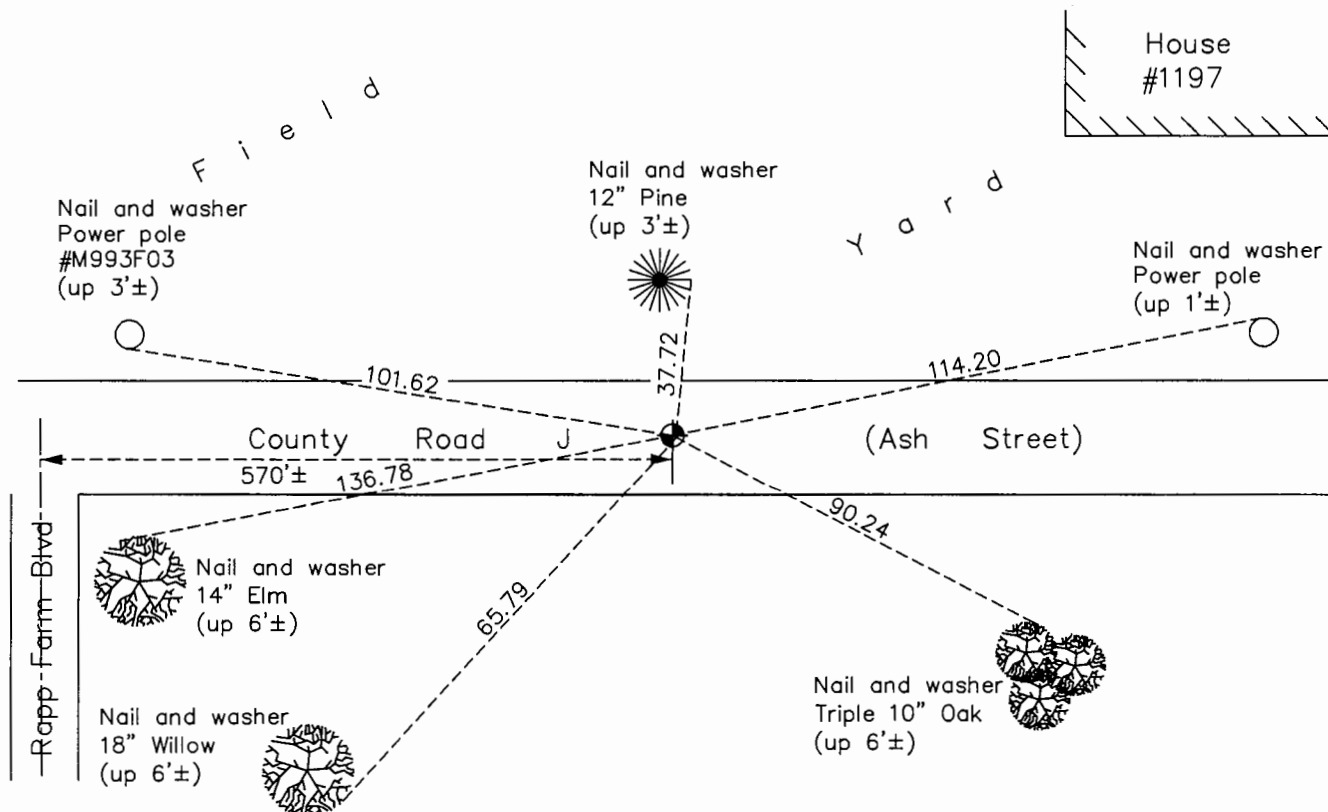 House
#1197
Field
Nail and washer
12" Pine
(up 3'±)
Yard
Nail and washer
Power pole
#M993F03
(up 3'±)
Nail and washer
Power pole
(up 1'±)
101.62
37.72
114.20
County Road J (Ash Street)
570'±
136.78
90.24
65.79
Rapp Farm Blvd
Nail and washer
14" Elm
(up 6'±)
Nail and washer
18" Willow
(up 6'±)
Nail and washer
Triple 10" Oak
(up 6'±)